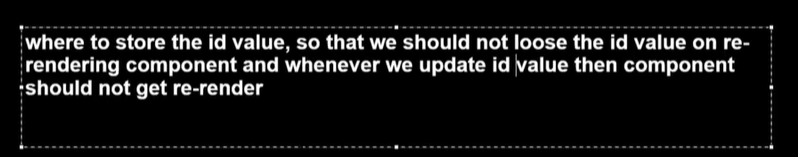 where to store the id value, so that we should not loose the id value on re-
rendering component and whenever we update id value then component
should not get re-render